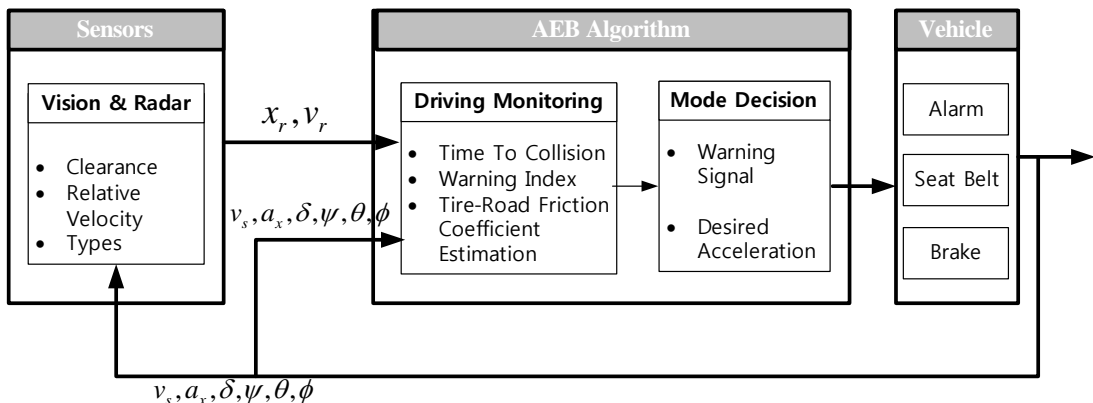 Sensors
Vision & Radar
• Clearance
• Relative
Velocity
• Types
x_r, v_r
v_s, a_x, δ, ψ, θ, ϕ
AEB Algorithm
Driving Monitoring
• Time To Collision
• Warning Index
• Tire-Road Friction
Coefficient
Estimation
Mode Decision
• Warning
Signal
• Desired
Acceleration
Vehicle
Alarm
Seat Belt
Brake
v_s, a_x, δ, ψ, θ, ϕ